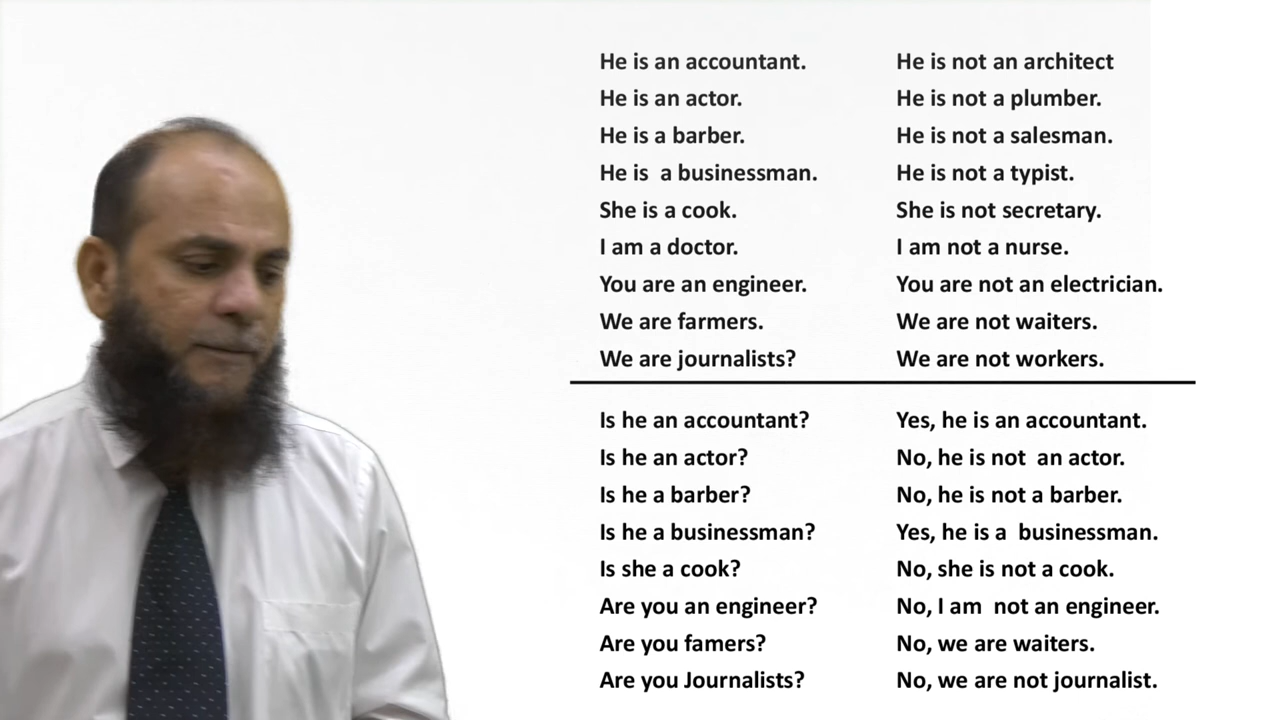 He is an accountant. He is not an architect
He is an actor. He is not a plumber.
He is a barber. He is not a salesman.
He is  a businessman. He is not a typist.
She is a cook. She is not secretary.
I am a doctor. I am not a nurse.
You are an engineer. You are not an electrician.
We are farmers. We are not waiters.
We are journalists? We are not workers.
Is he an accountant? Yes, he is an accountant.
Is he an actor? No, he is not  an actor.
Is he a barber? No, he is not a barber.
Is he a businessman? Yes, he is a  businessman.
Is she a cook? No, she is not a cook.
Are you an engineer? No, I am  not an engineer.
Are you famers? No, we are waiters.
Are you Journalists? No, we are not journalist.